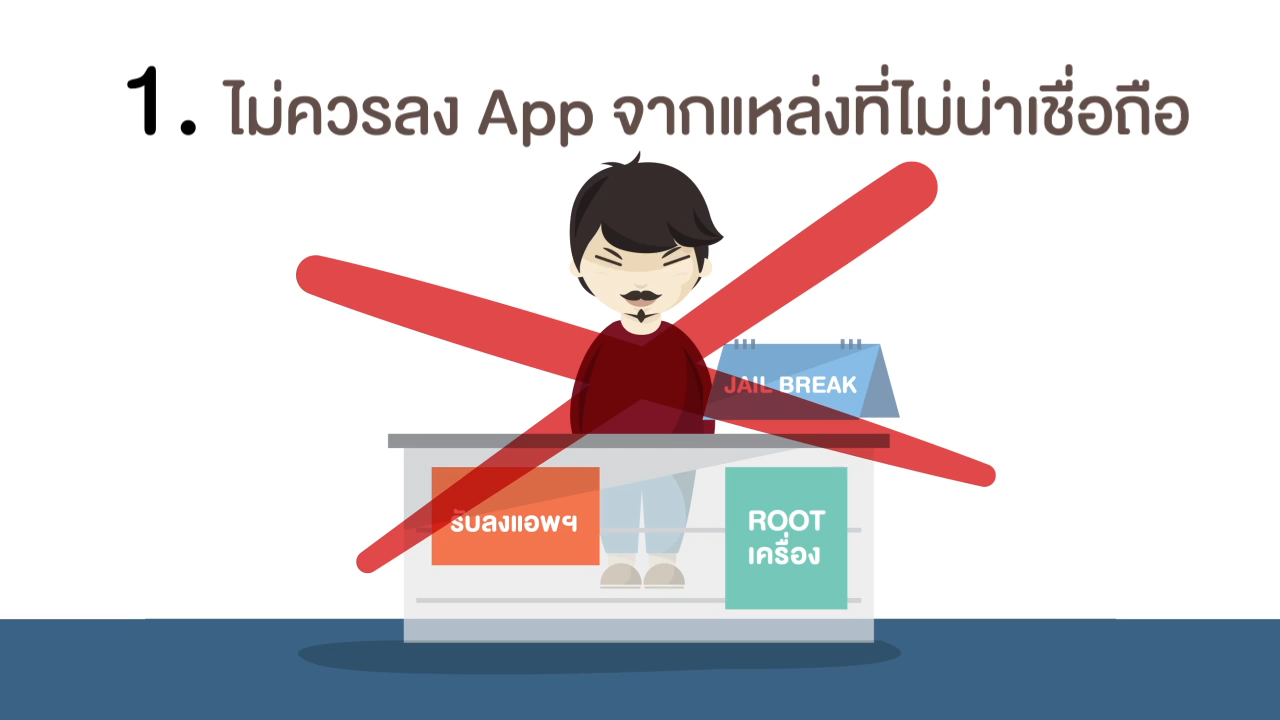 1. ไม่ควรลง App จากแหล่งที่ไม่น่าเชื่อถือ
JAIL BREAK
รับลงแอพฯ
ROOT
เครื่อง